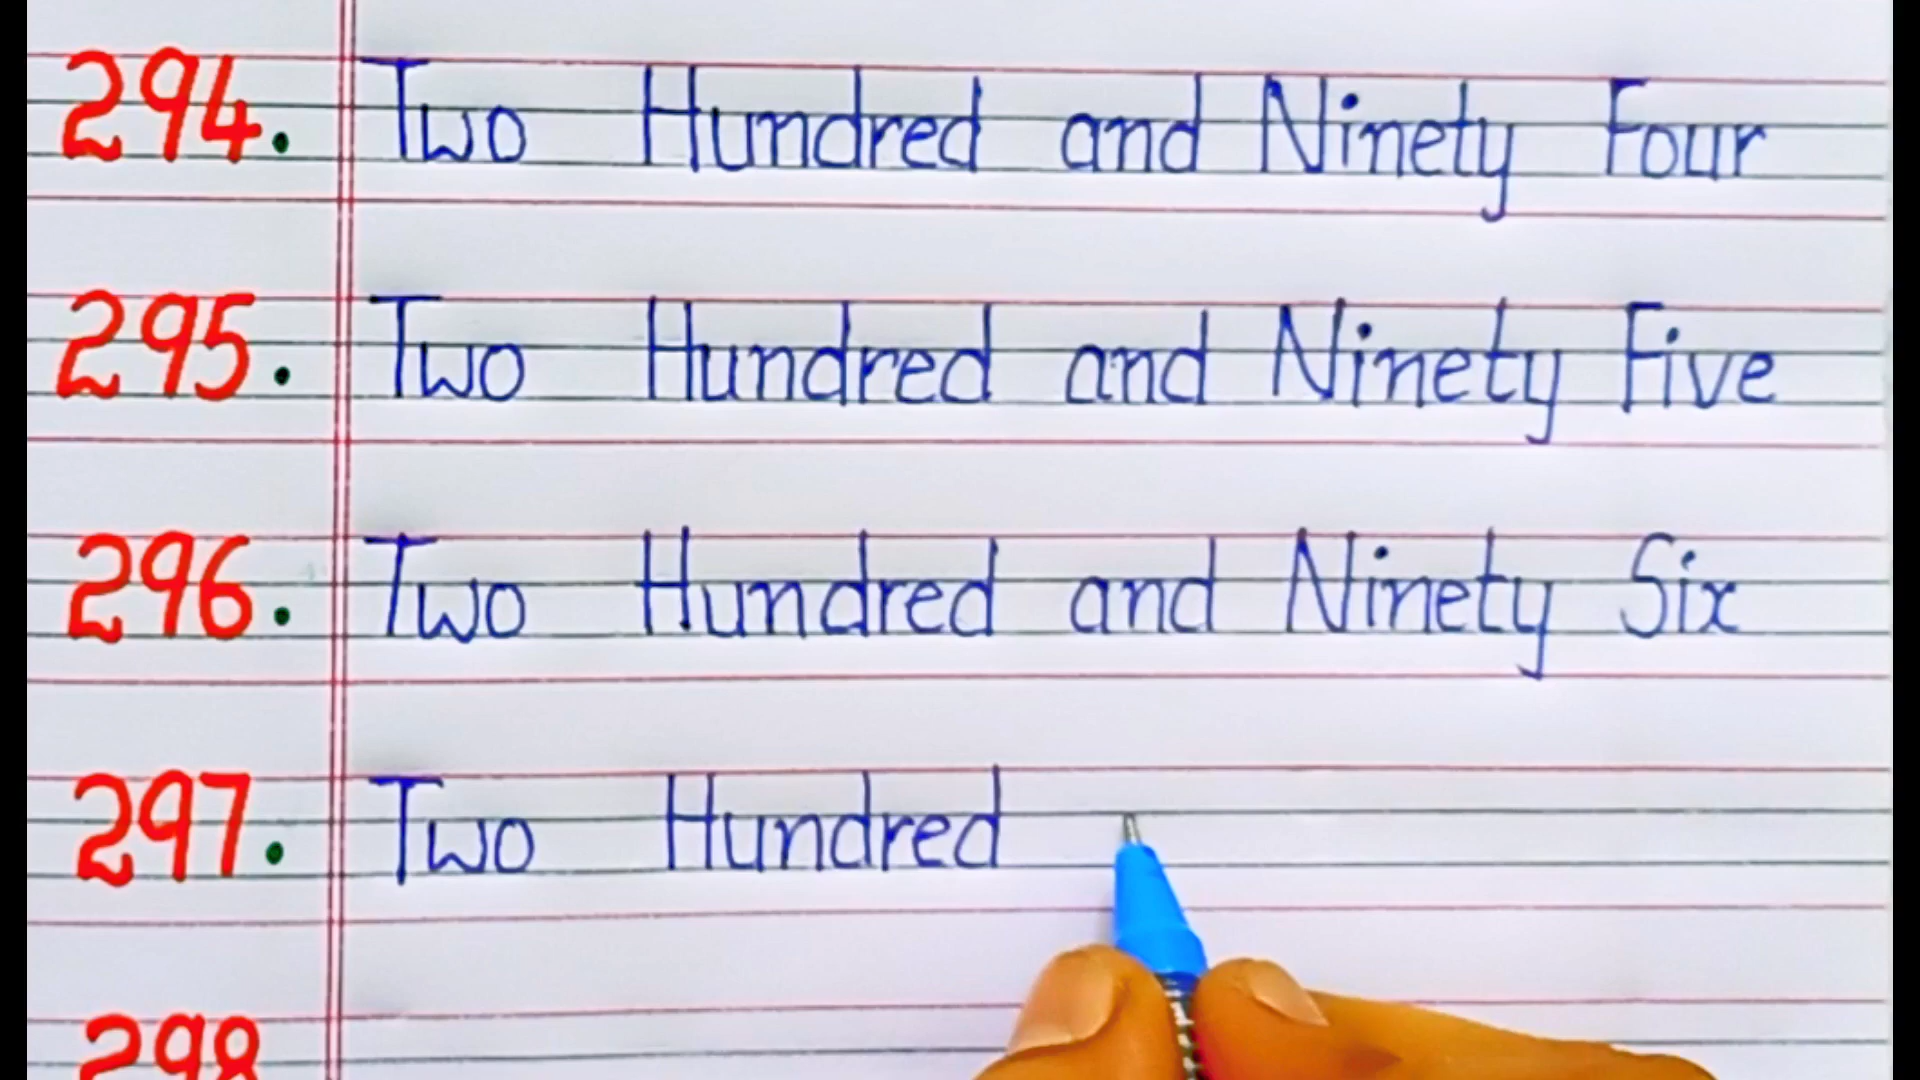 294. Two Hundred and Ninety Four
295. Two Hundred and Ninety Five
296. Two Hundred and Ninety Six
297. Two Hundred
298